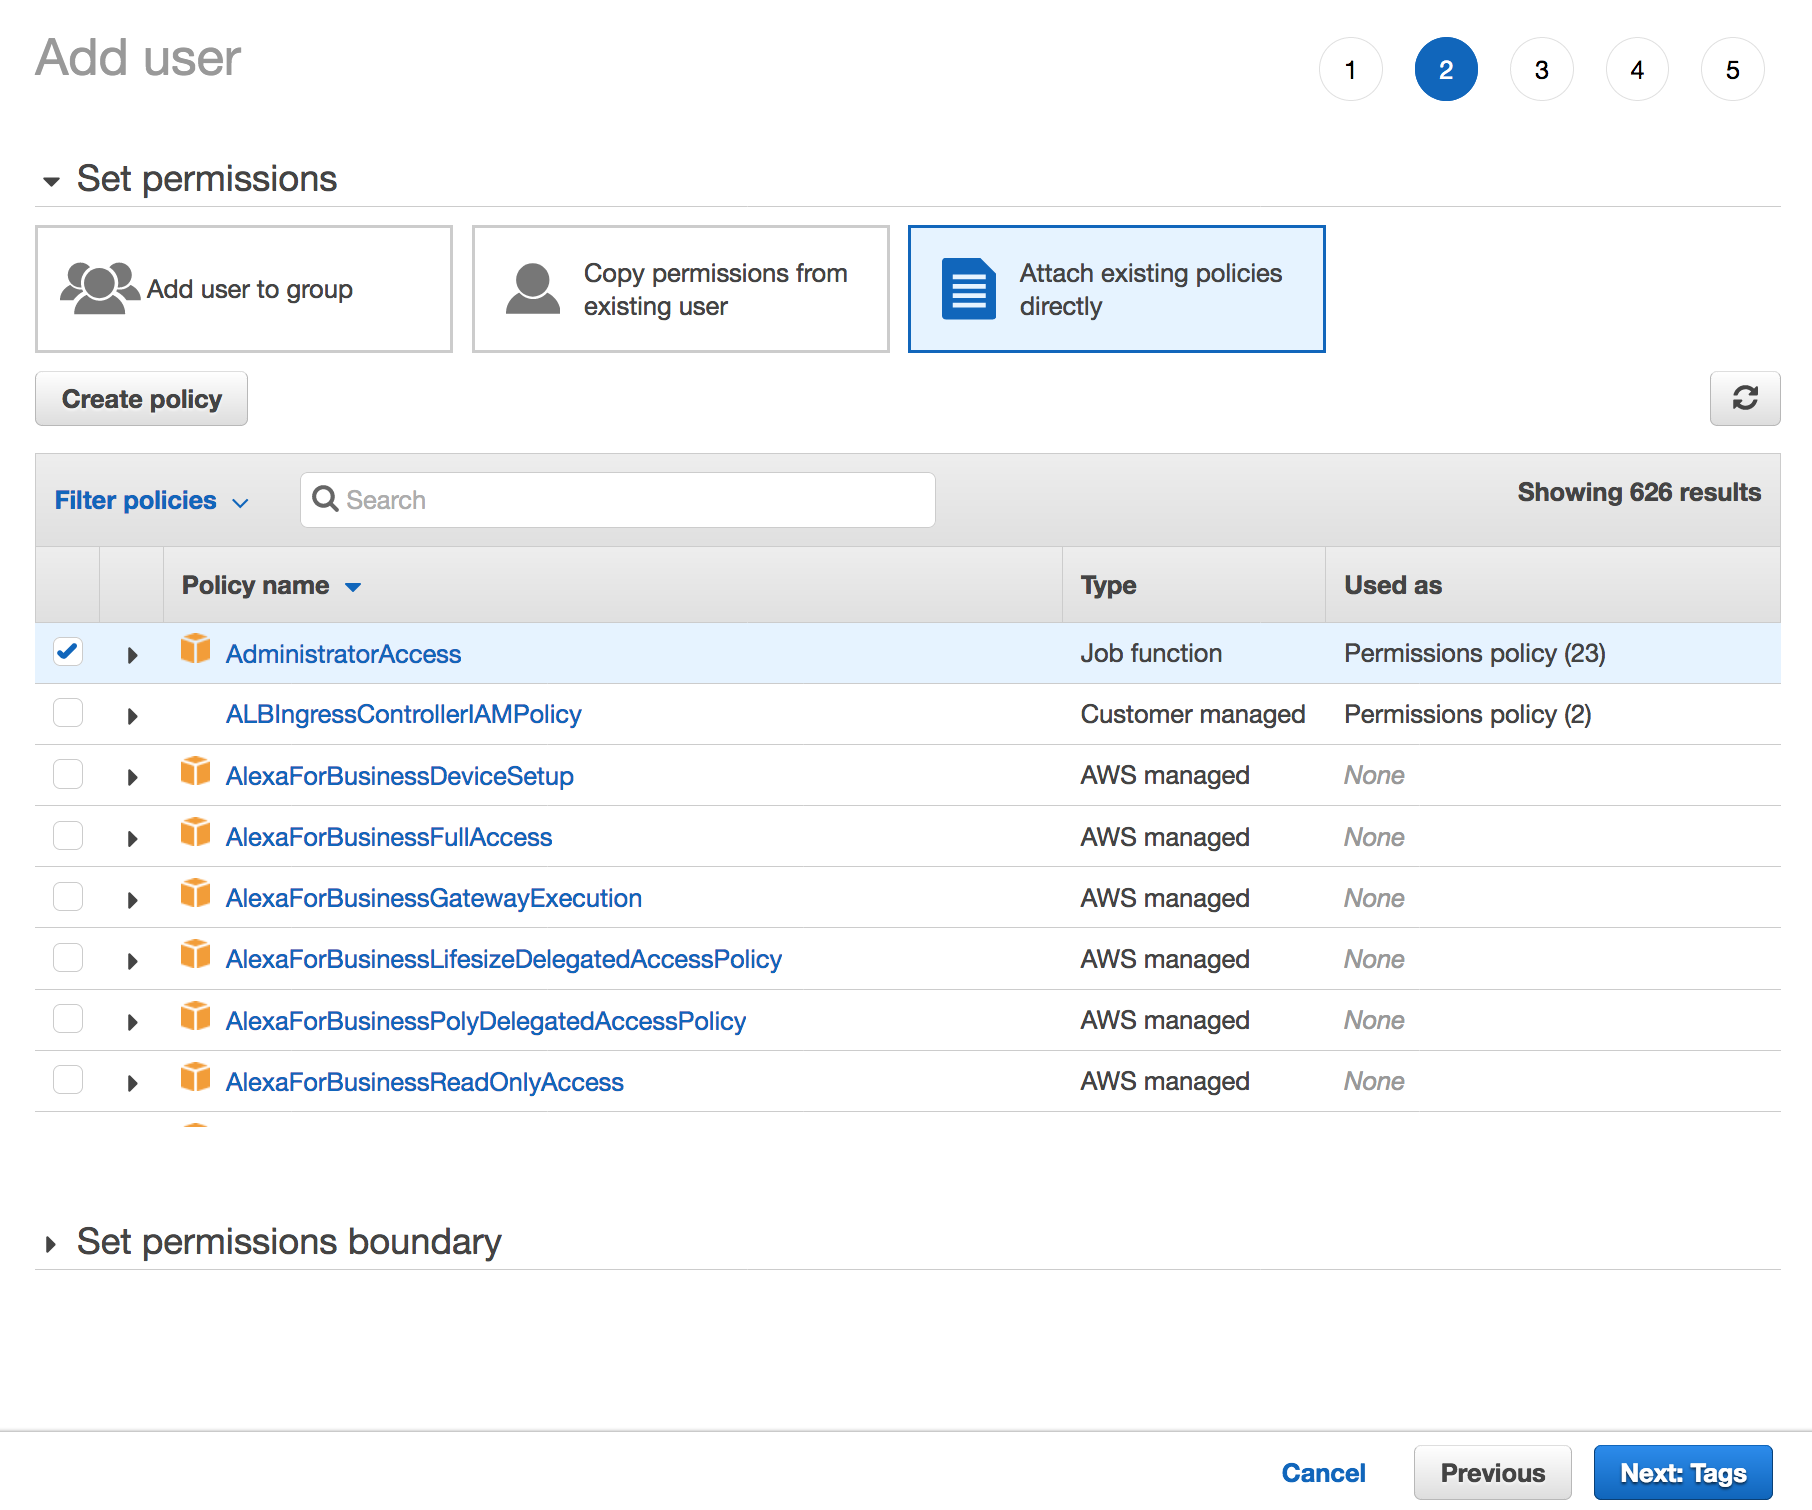 Add user
1 2 3 4 5
Set permissions
Add user to group
Copy permissions from
existing user
Attach existing policies
directly
Create policy
Filter policies Search Showing 626 results
Policy name Type Used as
AdministratorAccess Job function Permissions policy (23)
ALBIngressControllerIAMPolicy Customer managed Permissions policy (2)
AlexaForBusinessDeviceSetup AWS managed None
AlexaForBusinessFullAccess AWS managed None
AlexaForBusinessGatewayExecution AWS managed None
AlexaForBusinessLifesizeDelegatedAccessPolicy AWS managed None
AlexaForBusinessPolyDelegatedAccessPolicy AWS managed None
AlexaForBusinessReadOnlyAccess AWS managed None
Set permissions boundary
Cancel Previous Next: Tags